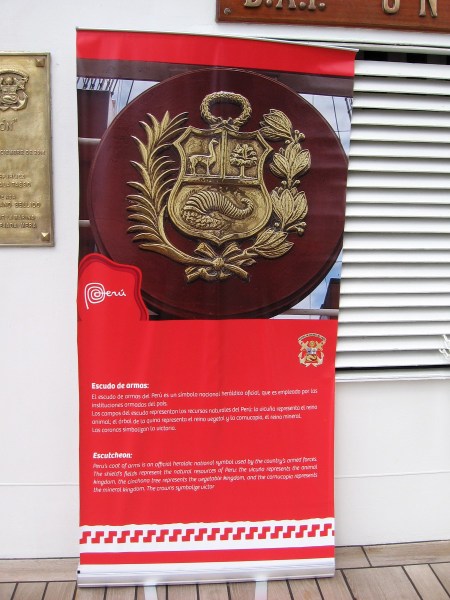 B.A.P. UN
perú
Escudo de armas:
El escudo de armas del Perú es un símbolo nacional heráldico oficial, que es empleado por las
instituciones armadas del país.
Los campos del escudo representan los recursos naturales del Perú: la vicuña representa el reino
animal; el árbol de la quina representa el reino vegetal y la cornucopia, el reino mineral.
Las coronas simbolizan la victoria.
Escutcheon:
Peru's coat of arms is an official heraldic national symbol used by the country's armed forces.
The shield's fields represent the natural resources of Peru: the vicuña represents the animal
kingdom, the cinchona tree represents the vegetable kingdom, and the cornucopia represents
the mineral kingdom. The crowns symbolize victor